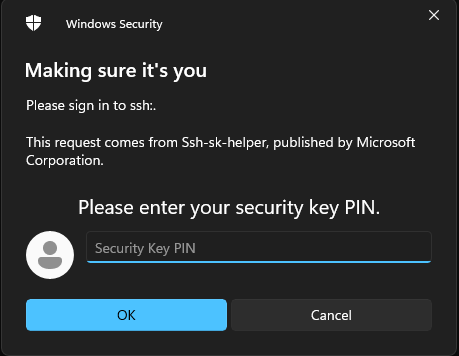 Windows Security
Making sure it's you
Please sign in to ssh:.
This request comes from Ssh-sk-helper, published by Microsoft
Corporation.
Please enter your security key PIN.
Security Key PIN
OK
Cancel